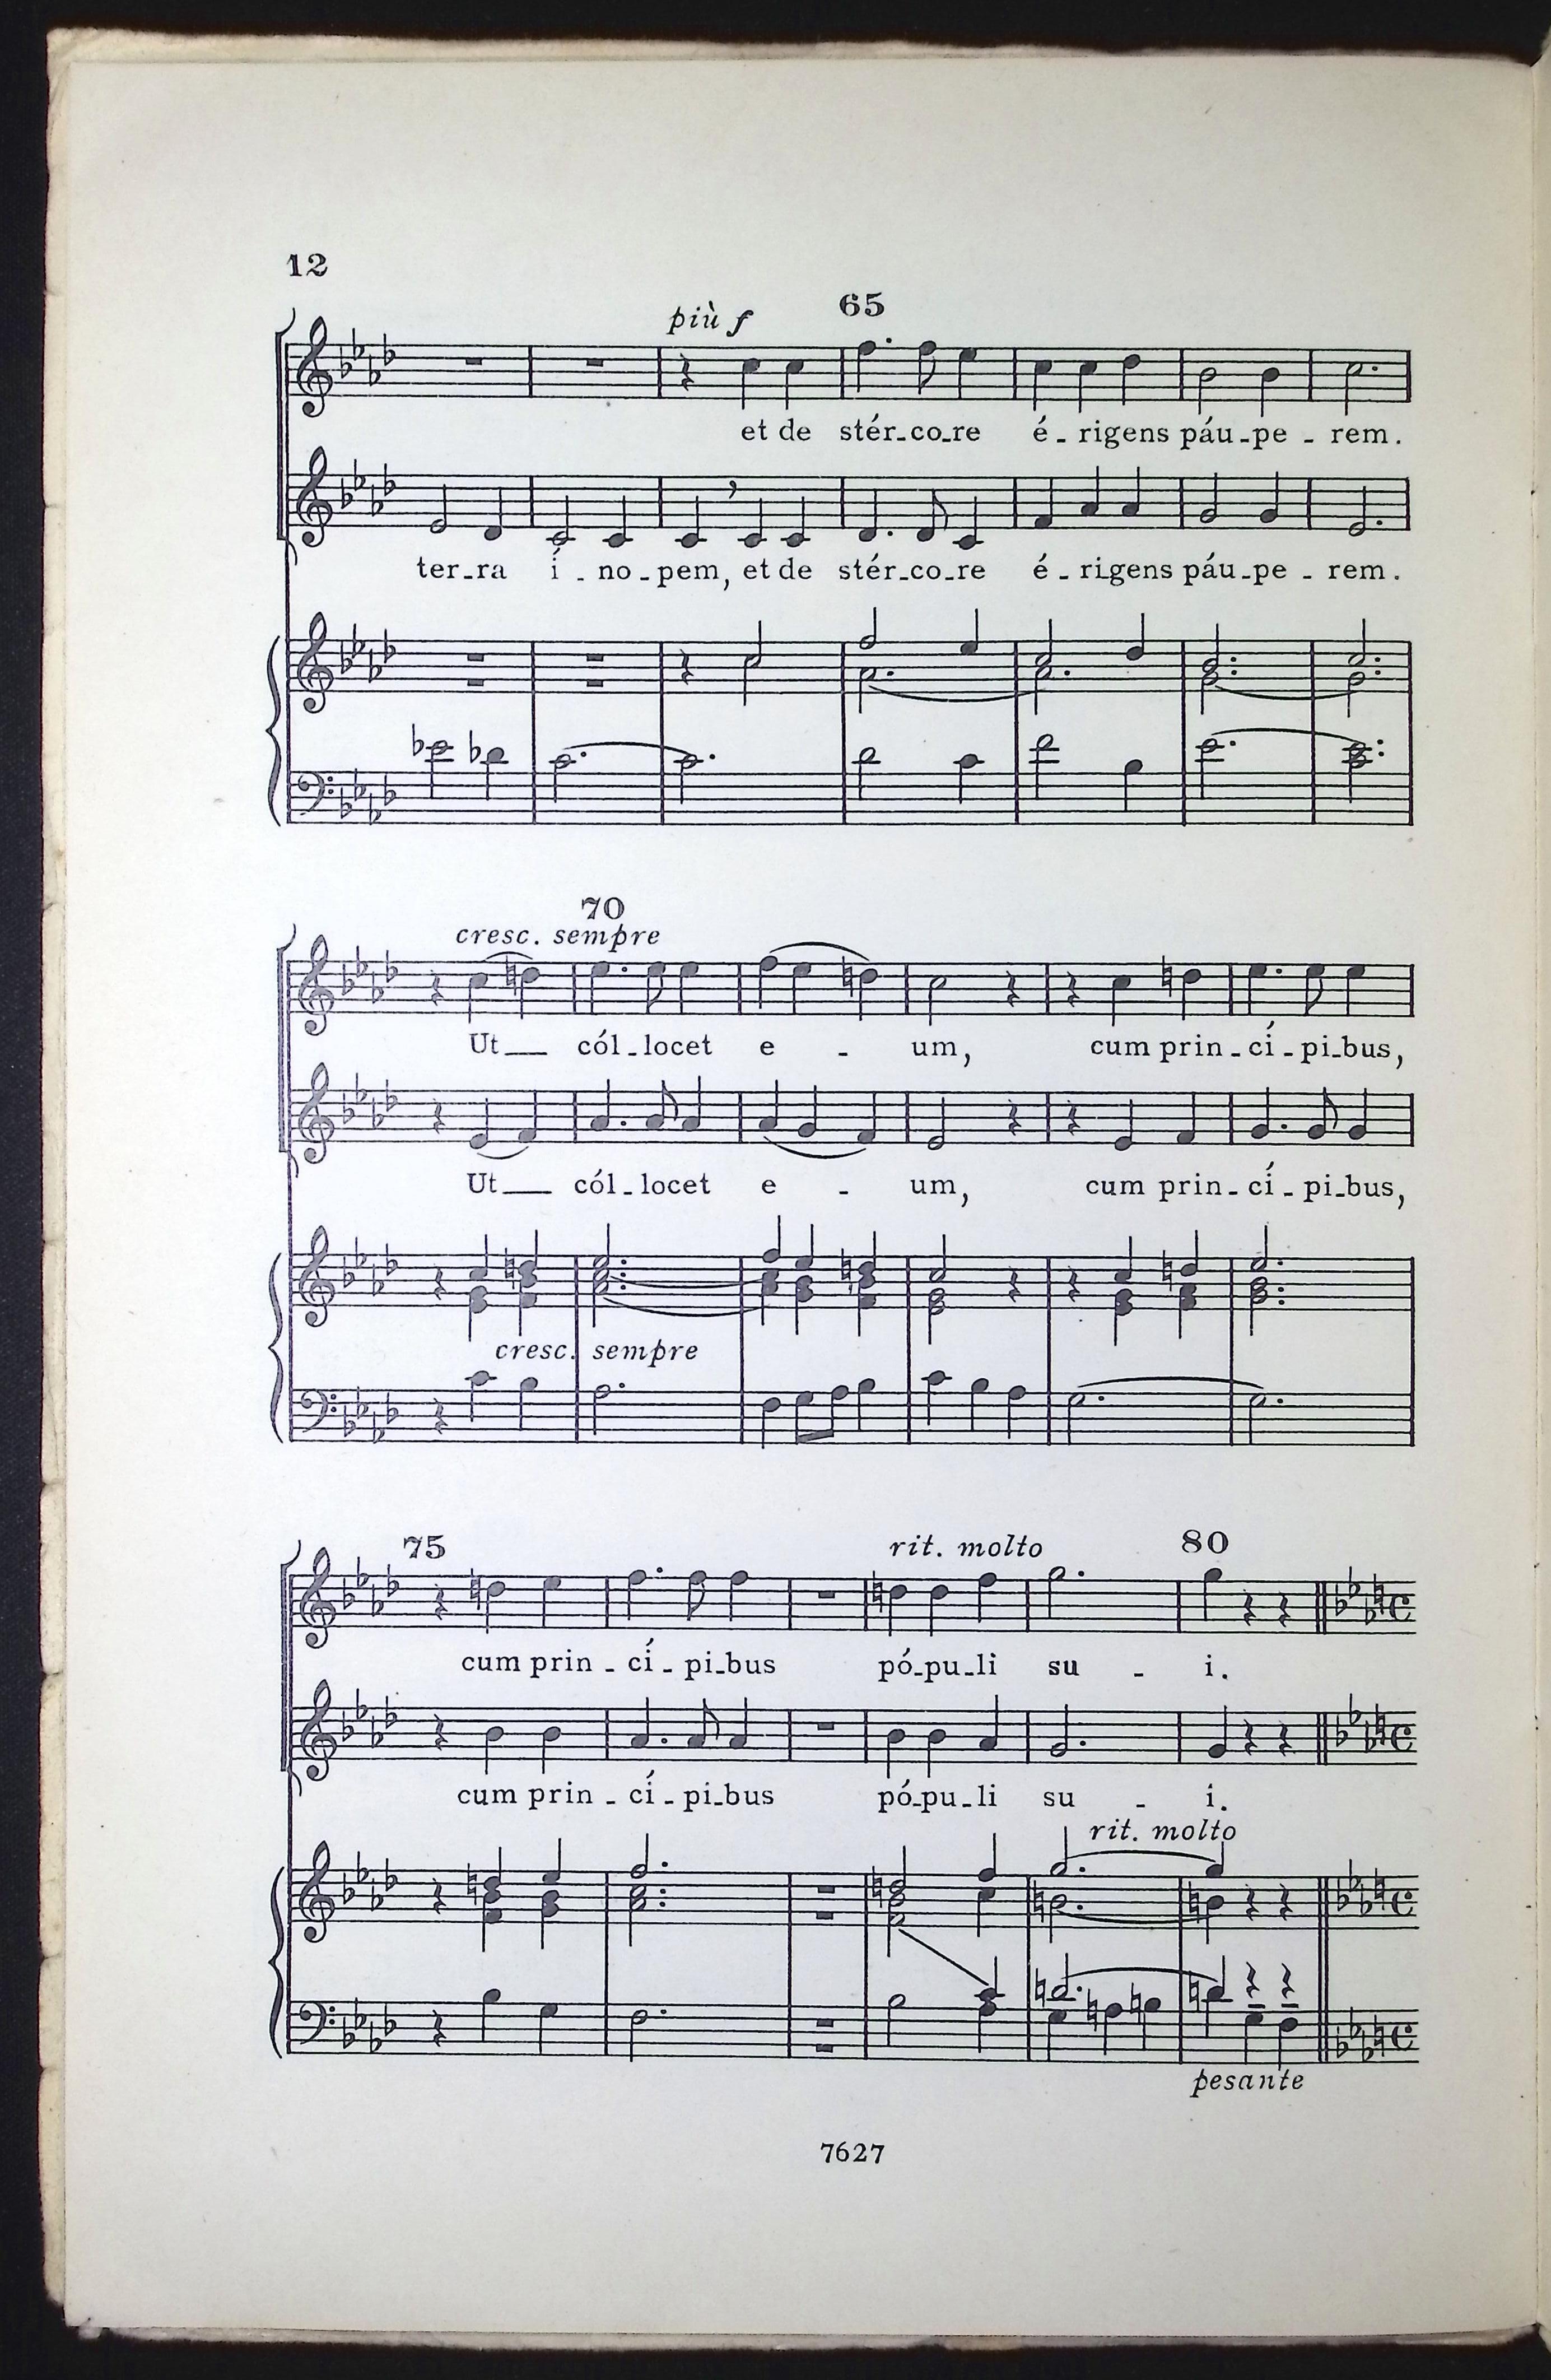 12
più f 65
et de stér-co-re é-rigens páu-pe-rem.
ter-ra í-no-pem, et de stér-co-re é-rigens páu-pe-rem.
70
cresc. sempre
Ut cól-locet e-um, cum prin-cí-pi-bus,
Ut cól-locet e-um, cum prin-cí-pi-bus,
cresc. sempre
75 rit. molto 80
cum prin-cí-pi-bus pó-pu-li su-i.
cum prin-cí-pi-bus pó-pu-li su-i.
rit. molto
pesante
7627